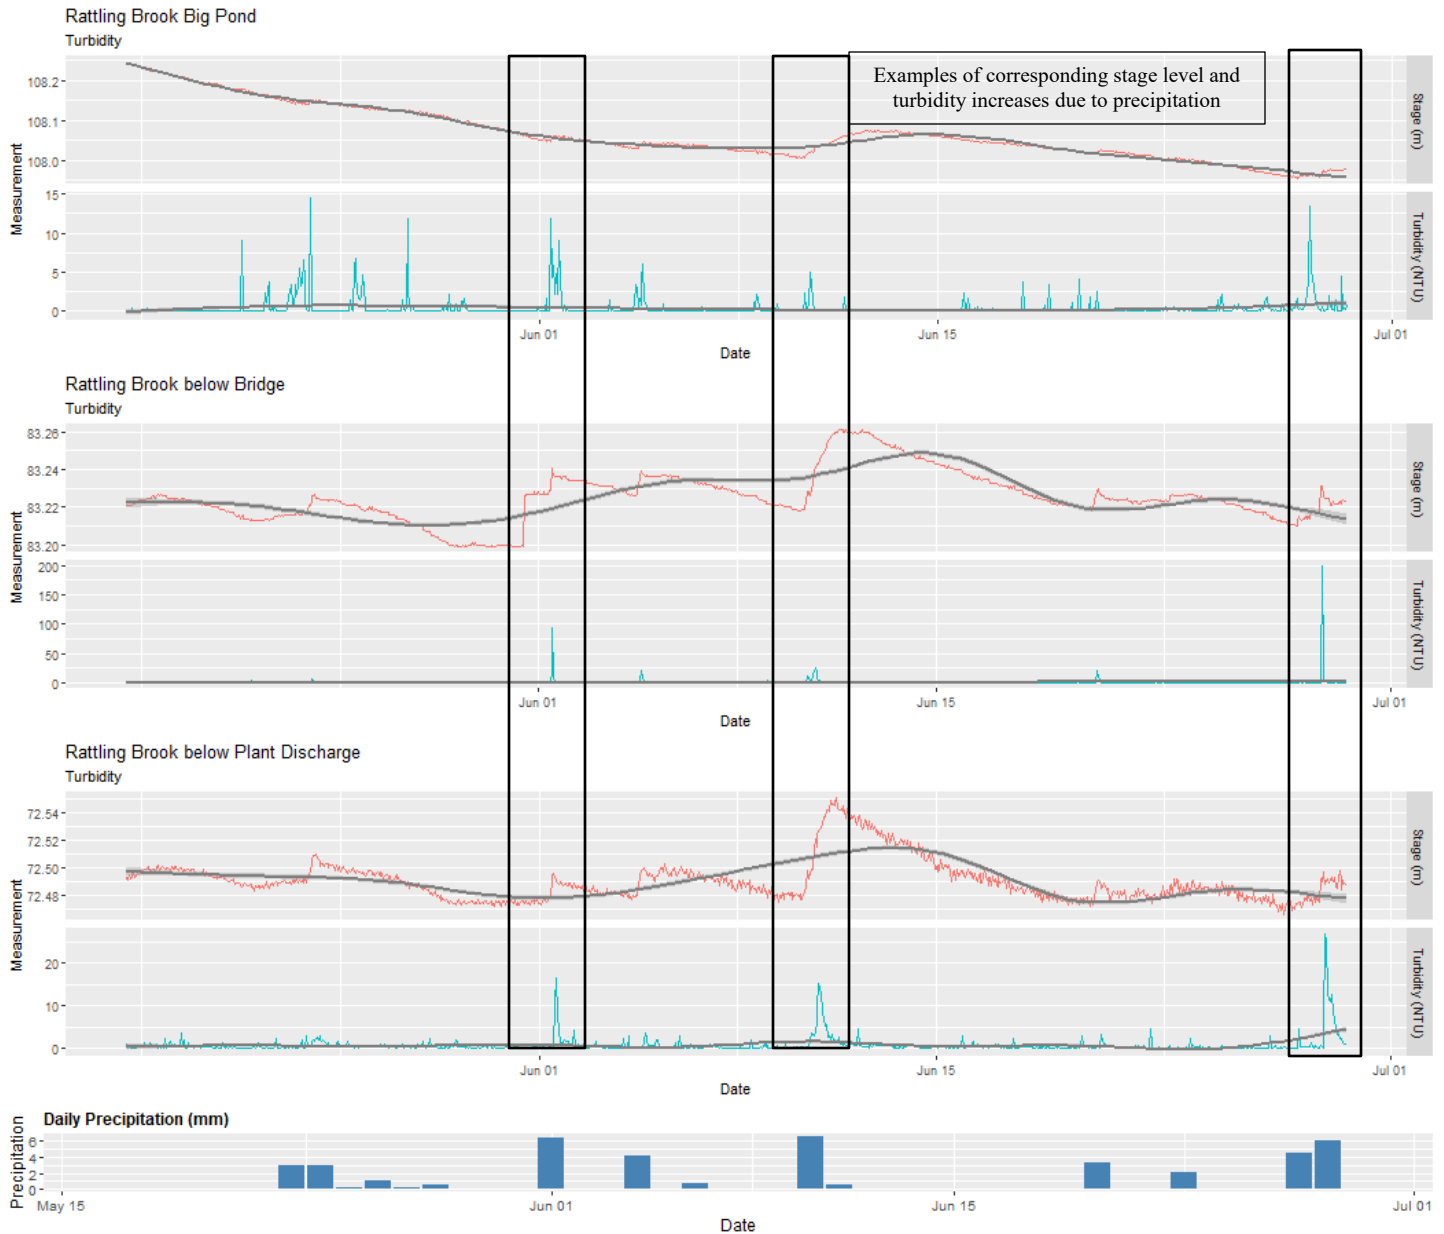 Rattling Brook Big Pond
Turbidity
Examples of corresponding stage level and
turbidity increases due to precipitation
108.2
108.1
108.0
Stage (m)
Measurement
15
10
5
0
Turbidity (NTU)
Jun 01
Jun 15
Jul 01
Date
Rattling Brook below Bridge
Turbidity
83.26
83.24
83.22
83.20
Stage (m)
Measurement
200
150
100
50
0
Turbidity (NTU)
Jun 01
Jun 15
Jul 01
Date
Rattling Brook below Plant Discharge
Turbidity
72.54
72.52
72.50
72.48
Stage (m)
Measurement
20
10
0
Turbidity (NTU)
Jun 01
Jun 15
Jul 01
Date
Daily Precipitation (mm)
Precipitation
6
4
2
0
May 15
Jun 01
Jun 15
Jul 01
Date